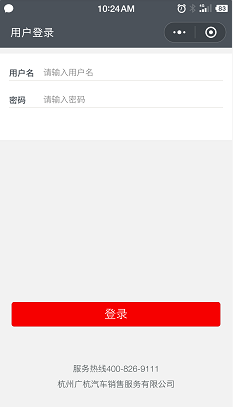 10:24AM 83
用户登录
用户名 请输入用户名
密码 请输入密码
登录
服务热线400-826-9111
杭州广杭汽车销售服务有限公司